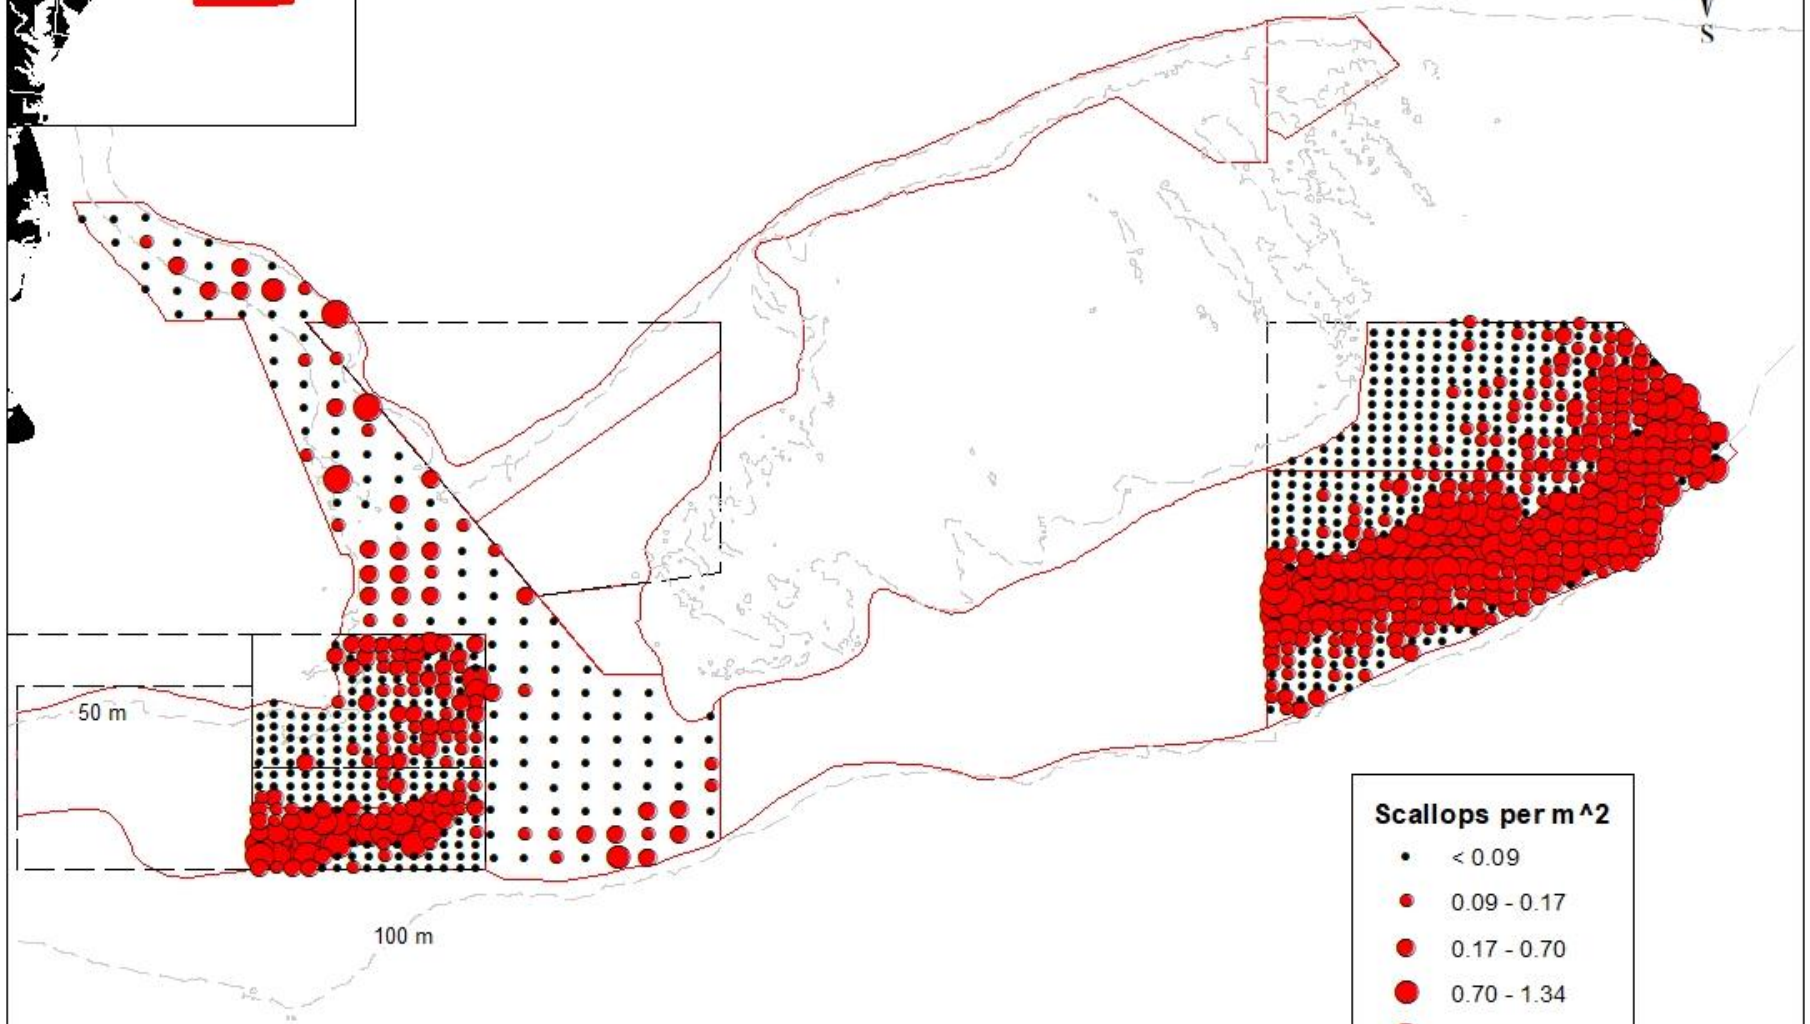 S
50 m
100 m
Scallops per m^2
< 0.09
0.09 - 0.17
0.17 - 0.70
0.70 - 1.34